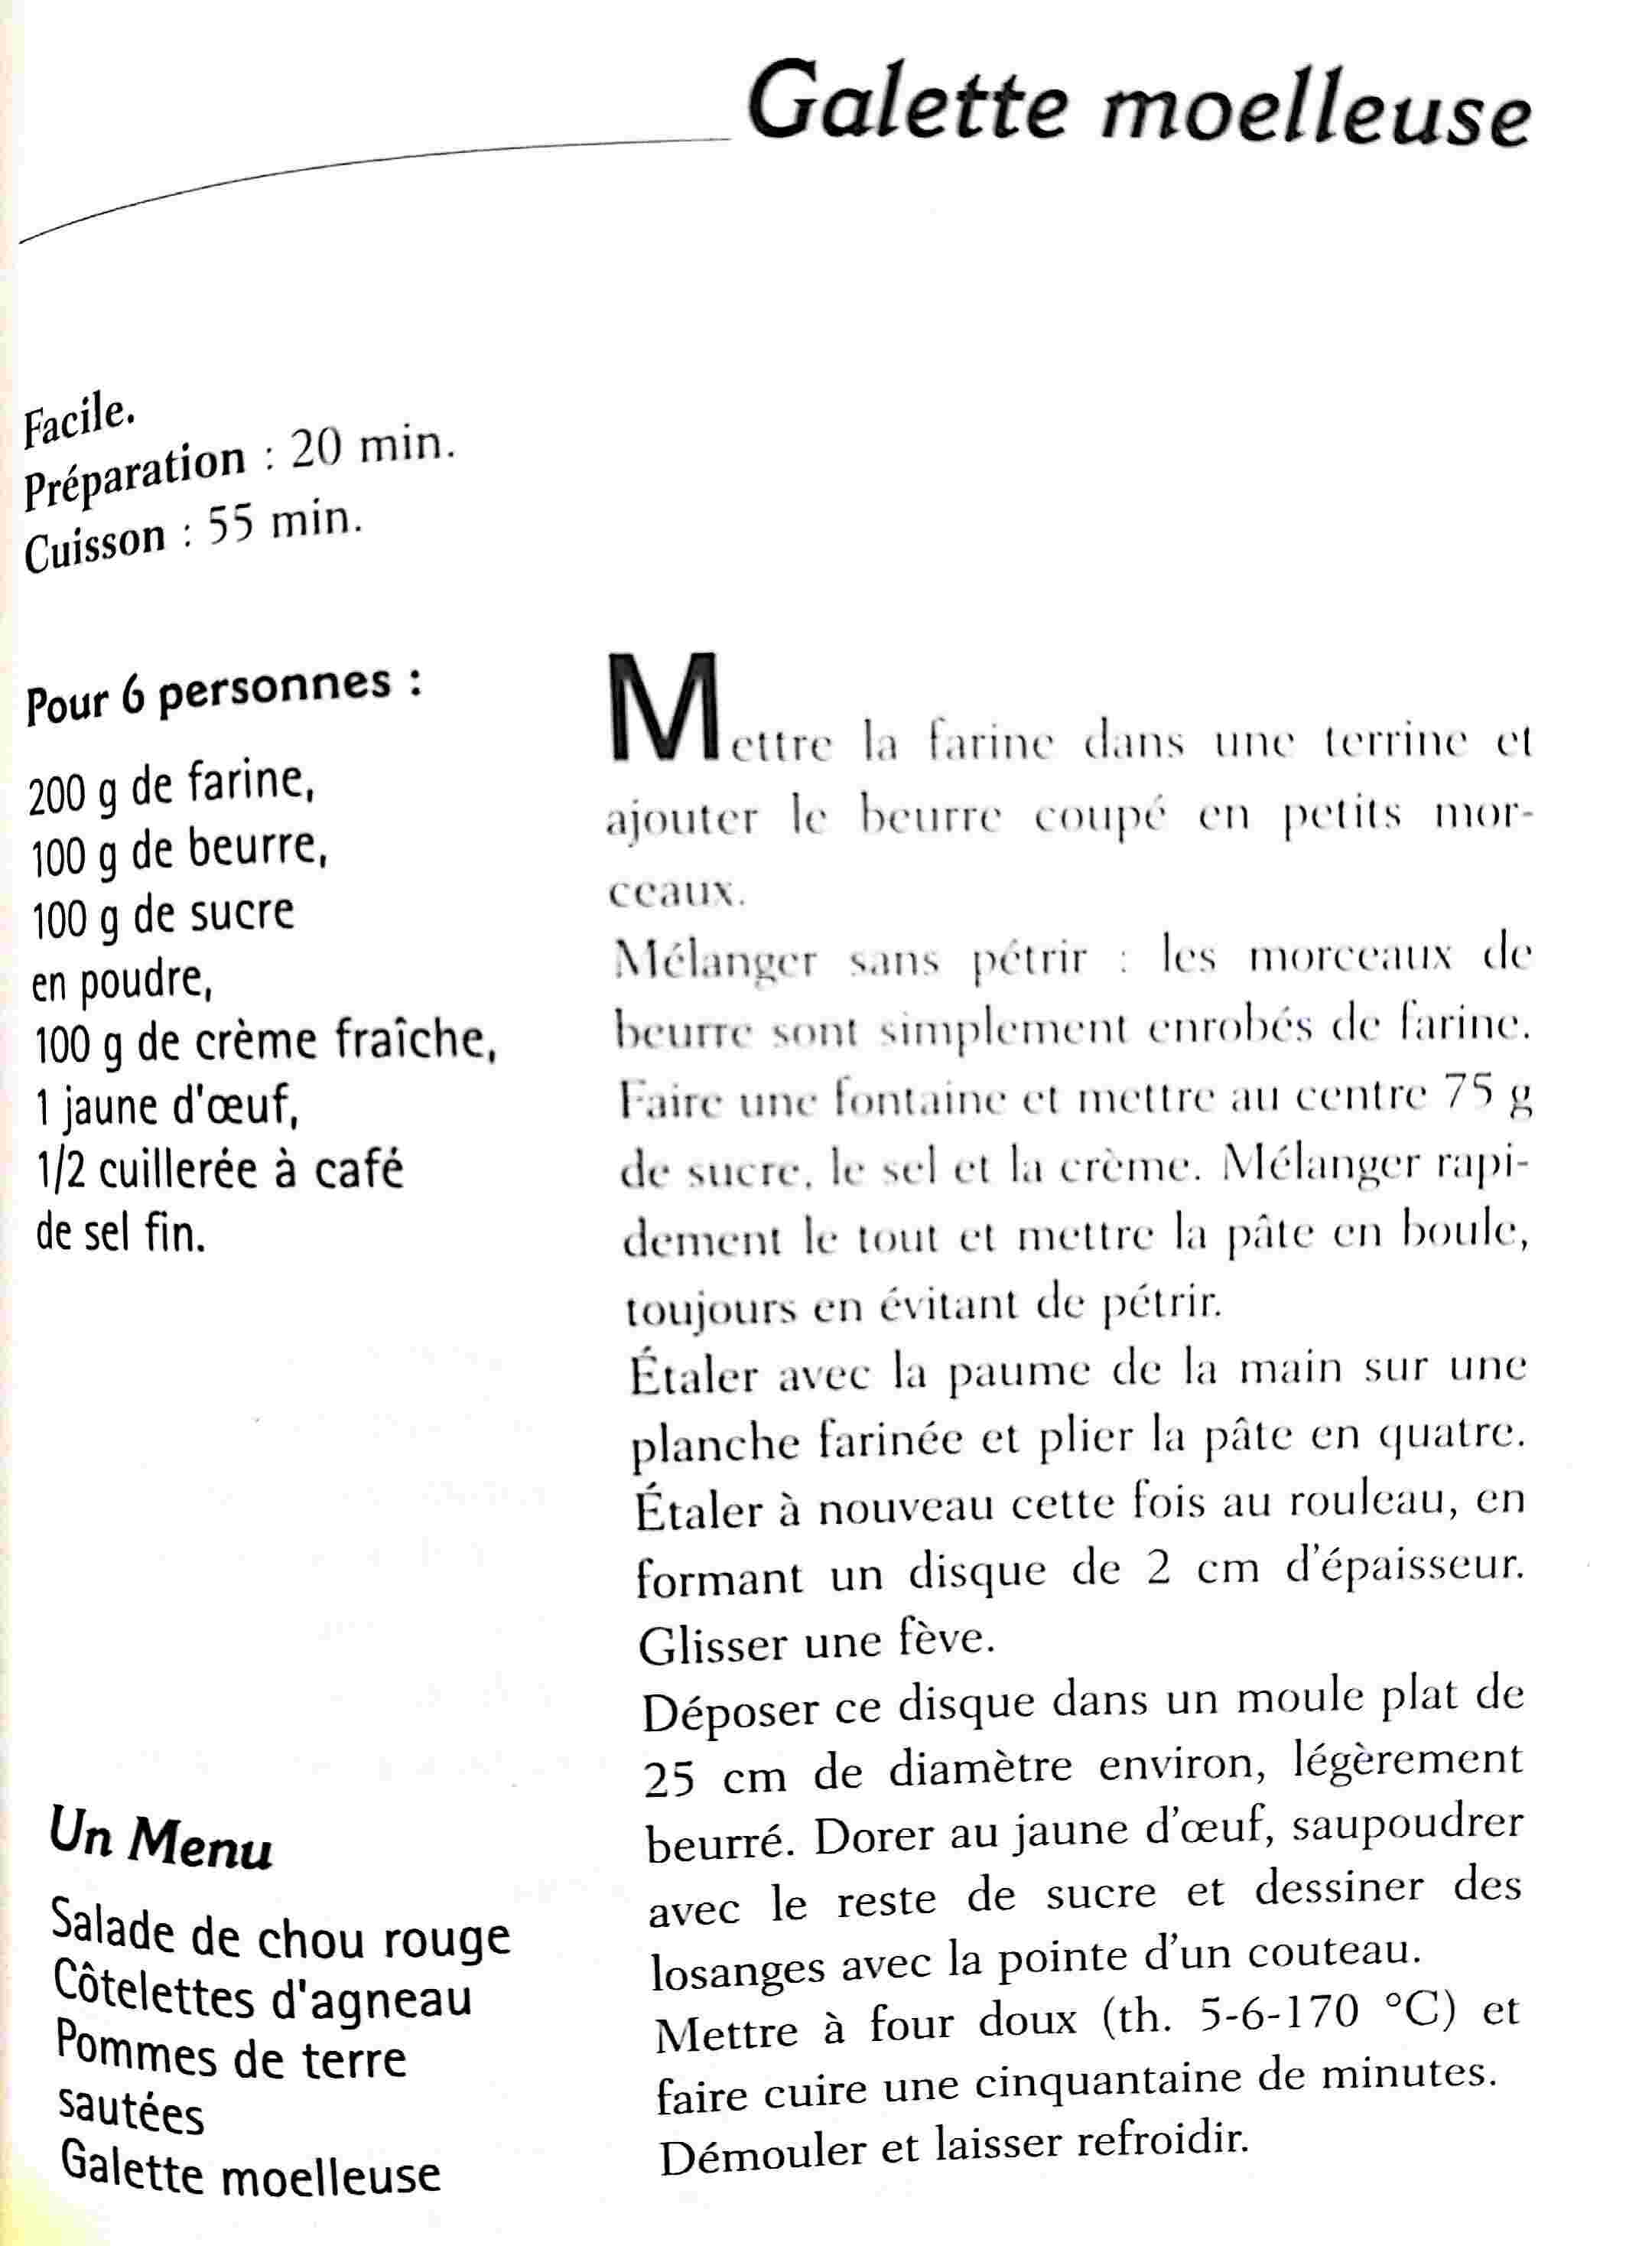 Galette moelleuse
Facile.
Préparation : 20 min.
Cuisson : 55 min.
Pour 6 personnes :
200 g de farine,
100 g de beurre,
100 g de sucre
en poudre,
100 g de crème fraîche,
1 jaune d'œuf,
1/2 cuillerée à café
de sel fin.
Mettre la farine dans une terrine et
ajouter le beurre coupé en petits mor-
ceaux.
Mélanger sans pétrir : les morceaux de
beurre sont simplement enrobés de farine.
Faire une fontaine et mettre au centre 75 g
de sucre, le sel et la crème. Mélanger rapi-
dement le tout et mettre la pâte en boule,
toujours en évitant de pétrir.
Étaler avec la paume de la main sur une
planche farinée et plier la pâte en quatre.
Étaler à nouveau cette fois au rouleau, en
formant un disque de 2 cm d'épaisseur.
Glisser une fève.
Déposer ce disque dans un moule plat de
25 cm de diamètre environ, légèrement
beurré. Dorer au jaune d'œuf, saupoudrer
avec le reste de sucre et dessiner des
losanges avec la pointe d'un couteau.
Mettre à four doux (th. 5-6-170 °C) et
faire cuire une cinquantaine de minutes.
Démouler et laisser refroidir.
Un Menu
Salade de chou rouge
Côtelettes d'agneau
Pommes de terre
sautées
Galette moelleuse